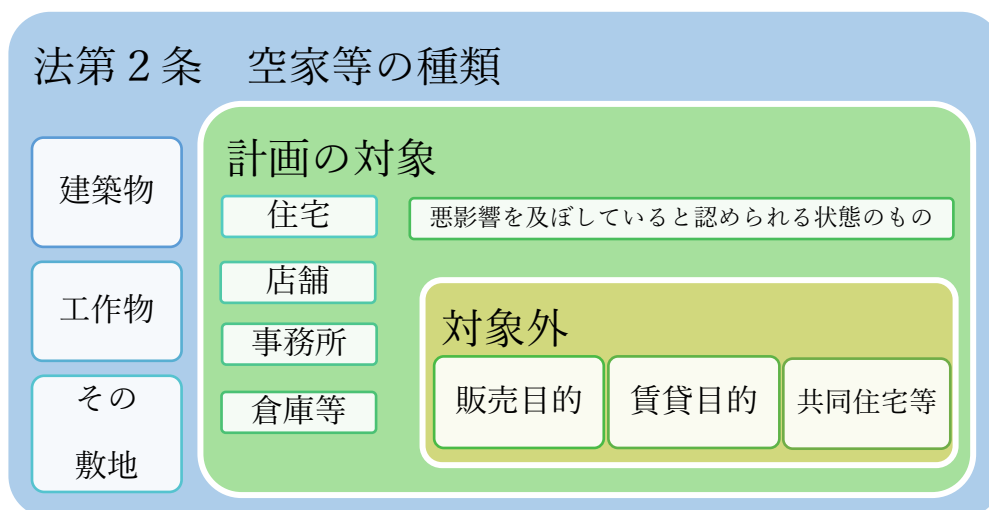 法第２条　空家等の種類
建築物
工作物
その
敷地
計画の対象
住宅
悪影響を及ぼしていると認められる状態のもの
店舗
事務所
倉庫等
対象外
販売目的
賃貸目的
共同住宅等